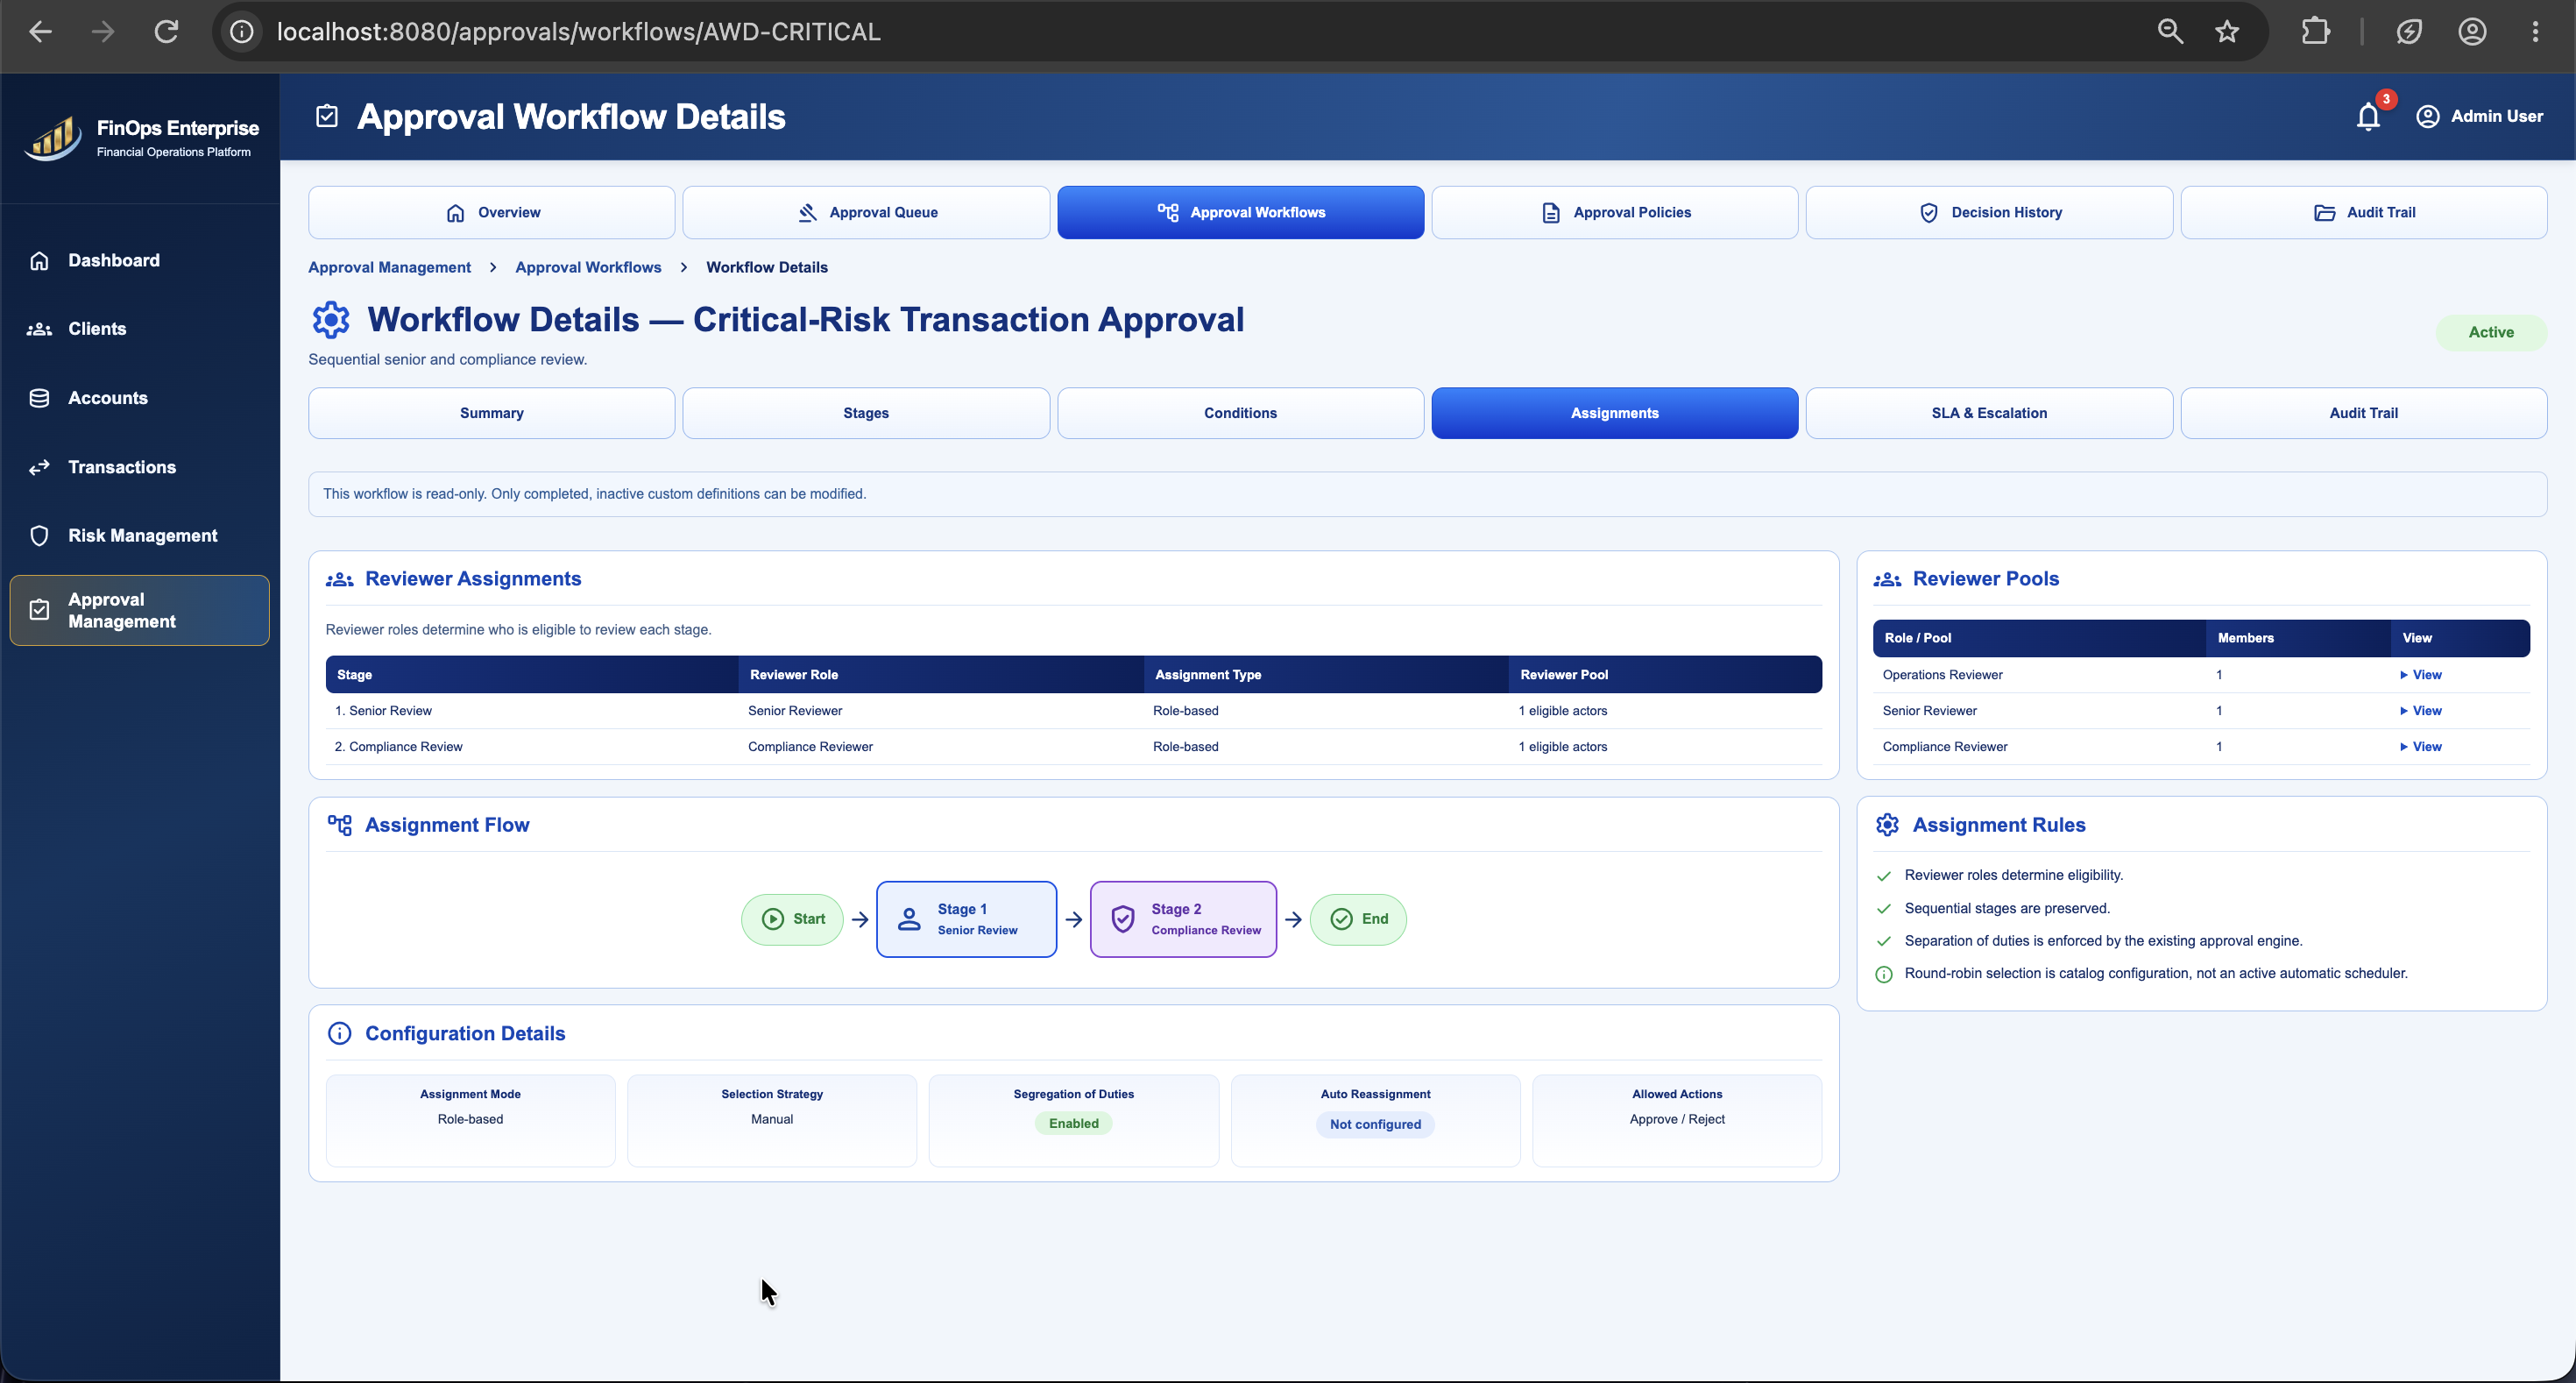 localhost:8080/approvals/workflows/AWD-CRITICAL
FinOps Enterprise
Financial Operations Platform
Dashboard
Clients
Accounts
Transactions
Risk Management
Approval
Management
Approval Workflow Details
3
Admin User
Overview
Approval Queue
Approval Workflows
Approval Policies
Decision History
Audit Trail
Approval Management > Approval Workflows > Workflow Details
Workflow Details — Critical-Risk Transaction Approval
Sequential senior and compliance review.
Active
Summary
Stages
Conditions
Assignments
SLA & Escalation
Audit Trail
This workflow is read-only. Only completed, inactive custom definitions can be modified.
Reviewer Assignments
Reviewer roles determine who is eligible to review each stage.
Stage Reviewer Role Assignment Type Reviewer Pool
1. Senior Review Senior Reviewer Role-based 1 eligible actors
2. Compliance Review Compliance Reviewer Role-based 1 eligible actors
Reviewer Pools
Role / Pool Members View
Operations Reviewer 1 View
Senior Reviewer 1 View
Compliance Reviewer 1 View
Assignment Flow
Start
Stage 1
Senior Review
Stage 2
Compliance Review
End
Assignment Rules
Reviewer roles determine eligibility.
Sequential stages are preserved.
Separation of duties is enforced by the existing approval engine.
Round-robin selection is catalog configuration, not an active automatic scheduler.
Configuration Details
Assignment Mode
Role-based
Selection Strategy
Manual
Segregation of Duties
Enabled
Auto Reassignment
Not configured
Allowed Actions
Approve / Reject